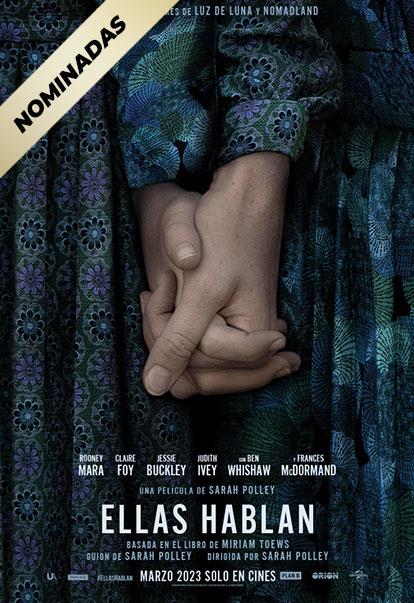 NOMINADAS
ES DE LUZ DE LUNA Y NOMADLAND
ROONEY MARA
CLAIRE FOY
JESSIE BUCKLEY
JUDITH IVEY
CON BEN WHISHAW
Y FRANCES McDORMAND
UNA PELÍCULA DE SARAH POLLEY
ELLAS HABLAN
BASADA EN EL LIBRO DE MIRIAM TOEWS
GUION DE SARAH POLLEY DIRIGIDA POR SARAH POLLEY
#ELLASHABLAN MARZO 2023 SOLO EN CINES PLAN B ORION